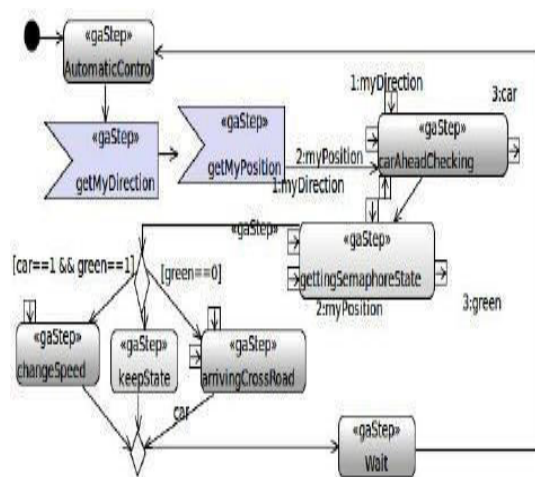 «gaStep»
AutomaticControl
1:myDirection
3:car
«gaStep»
getMyDirection
«gaStep»
getMyPosition
2:myPosition
1:myDirection
«gaStep»
carAheadChecking
«gaStep»
«gaStep»
gettingSemaphoreState
2:myPosition
3:green
[car==1 && green==1]
[green==0]
«gaStep»
changeSpeed
«gaStep»
keepState
«gaStep»
arrivingCrossRoad
car
«gaStep»
Wait